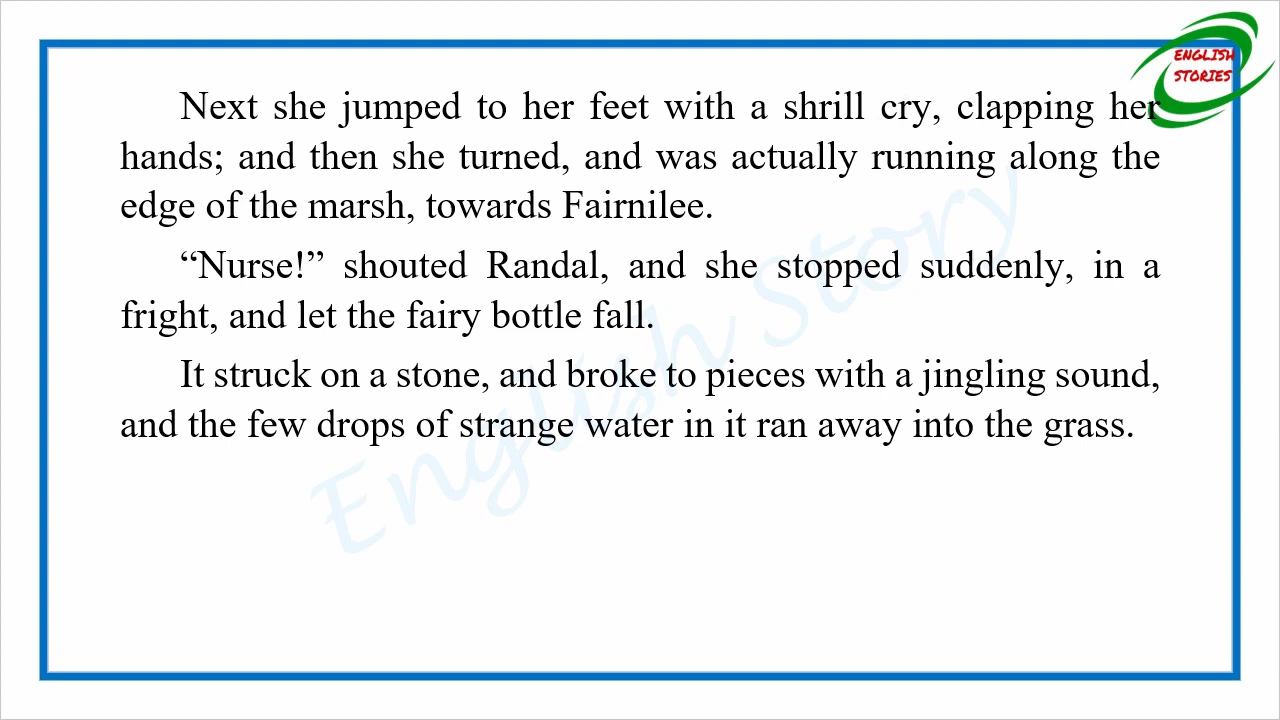 ENGLISH
STORIES
Next she jumped to her feet with a shrill cry, clapping her
hands; and then she turned, and was actually running along the
edge of the marsh, towards Fairnilee.
“Nurse!” shouted Randal, and she stopped suddenly, in a
fright, and let the fairy bottle fall.
It struck on a stone, and broke to pieces with a jingling sound,
and the few drops of strange water in it ran away into the grass.
English Story